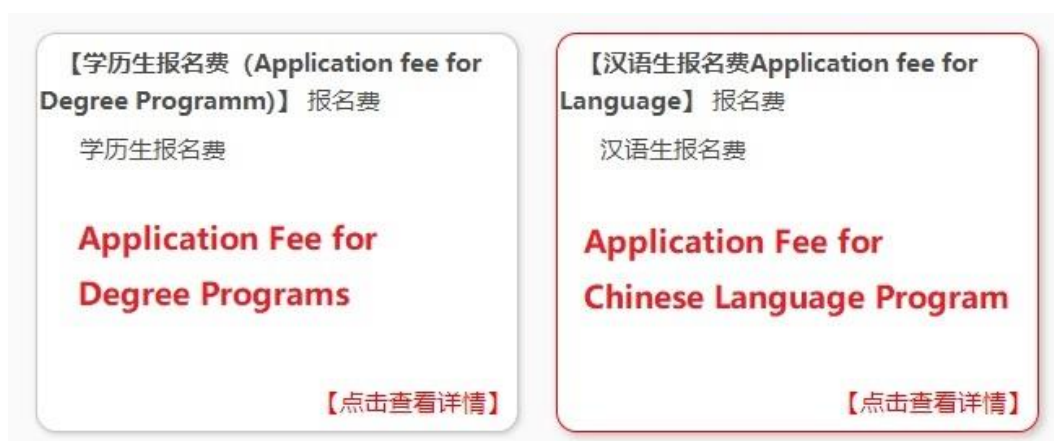 【学历生报名费（Application fee for
Degree Programm)】报名费
学历生报名费
Application Fee for
Degree Programs
【点击查看详情】
【汉语生报名费Application fee for
Language】报名费
汉语生报名费
Application Fee for
Chinese Language Program
【点击查看详情】